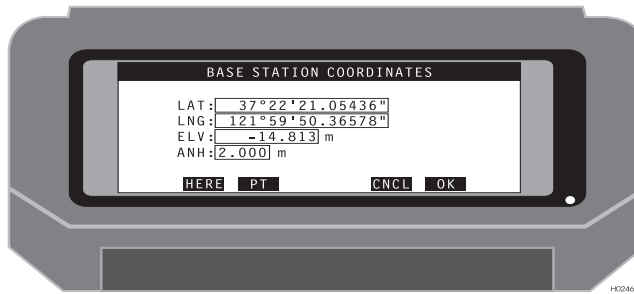 BASE STATION COORDINATES
LAT: 37°22'21.05436"
LNG: 121°59'50.36578"
ELV: -14.813 m
ANH: 2.000 m
HERE PT CNCL OK
H0246